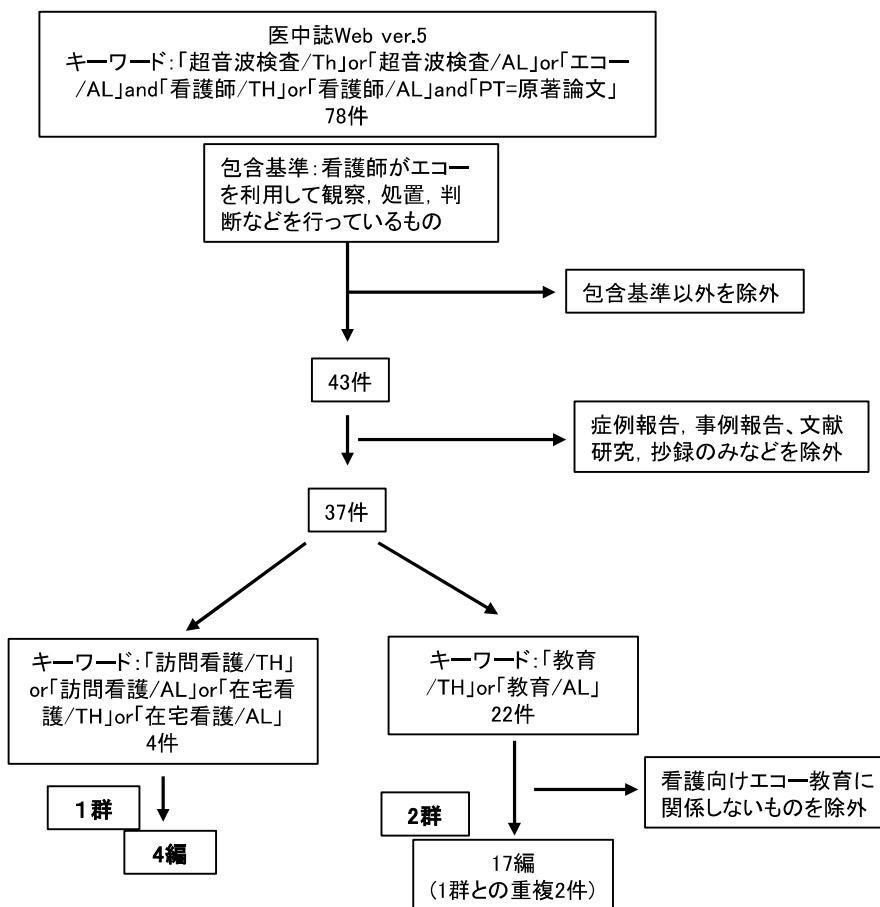 医中誌Web ver.5
キーワード：「超音波検査/Th」or「超音波検査/AL」or「エコー
/AL」and「看護師/TH」or「看護師/AL」and「PT=原著論文」
78件
包含基準：看護師がエコー
を利用して観察，処置，判
断などを行っているもの
包含基準以外を除外
43件
症例報告，事例報告、文献
研究，抄録のみなどを除外
37件
キーワード：「訪問看護/TH」
or「訪問看護/AL」or「在宅看
護/TH」or「在宅看護/AL」
4件
キーワード：「教育
/TH」or「教育/AL」
22件
看護向けエコー教育に
関係しないものを除外
1群
4編
2群
17編
(1群との重複2件)